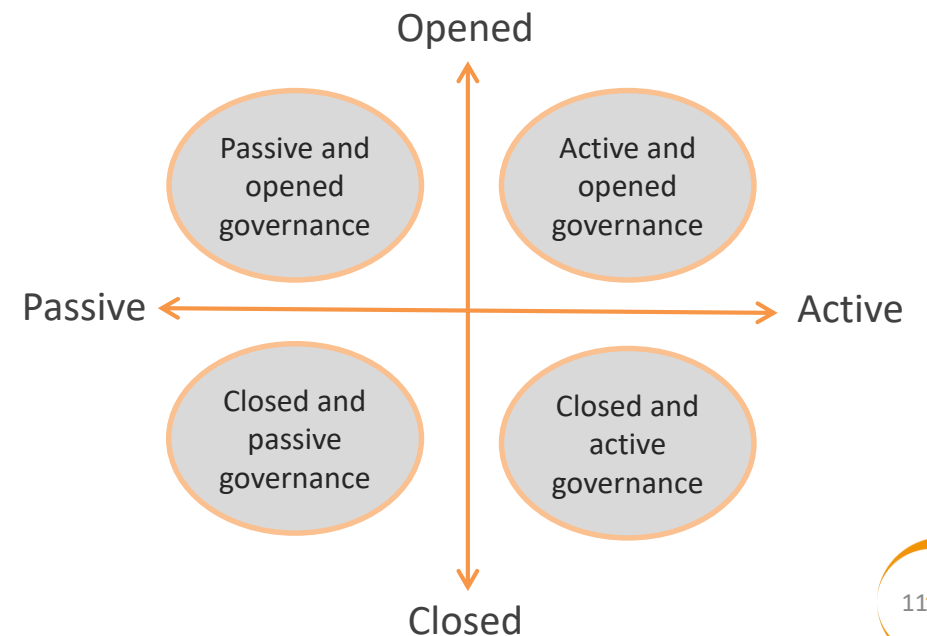 Opened
Passive and
opened
governance
Active and
opened
governance
Passive
Active
Closed and
passive
governance
Closed and
active
governance
Closed
11